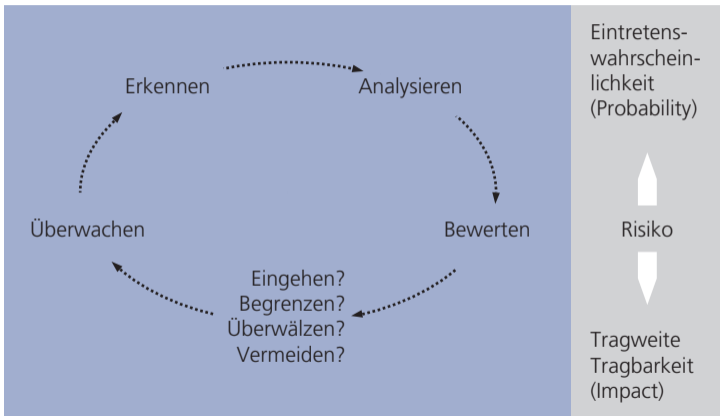 Erkennen
Analysieren
Bewerten
Eingehen?
Begrenzen?
Überwälzen?
Vermeiden?
Überwachen
Eintretens-
wahrschein-
lichkeit
(Probability)
Risiko
Tragweite
Tragbarkeit
(Impact)